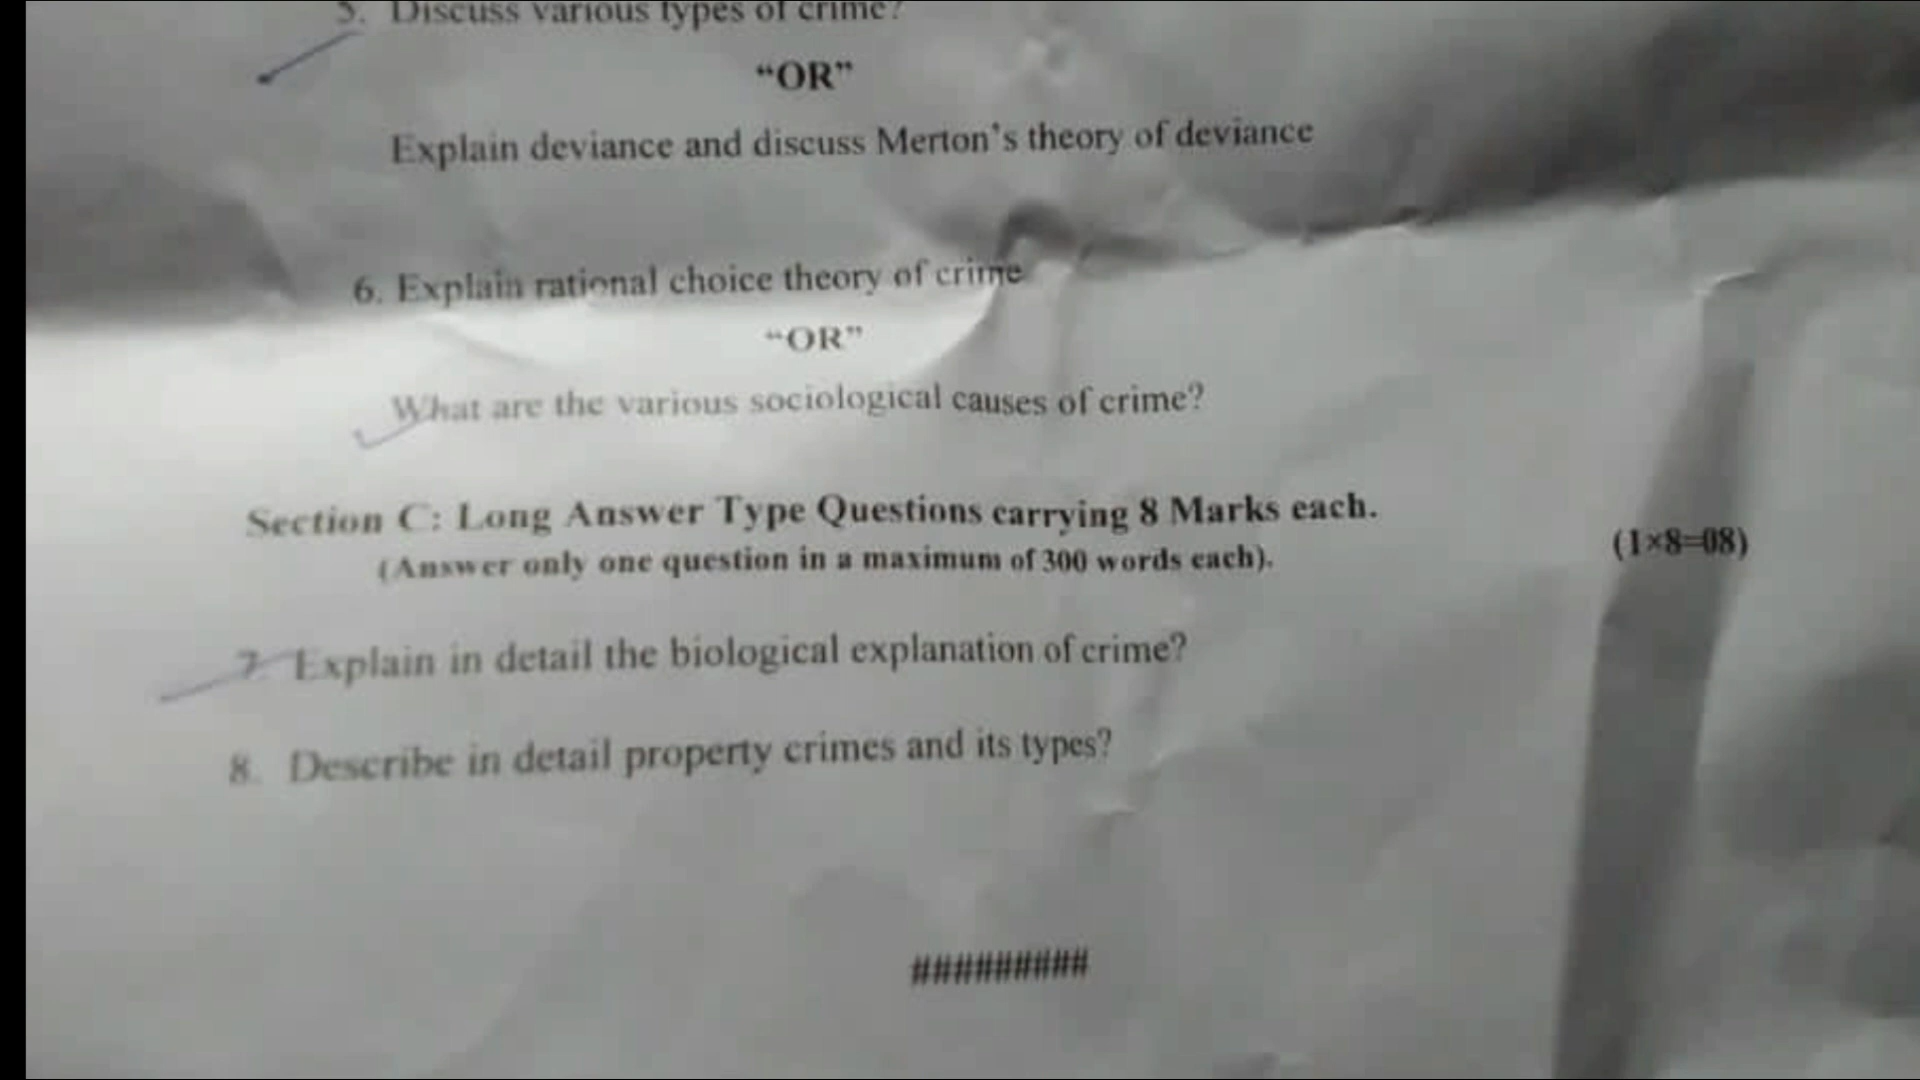 5. Discuss various types of crime?
"OR"
Explain deviance and discuss Merton's theory of deviance
6. Explain rational choice theory of crime
"OR"
What are the various sociological causes of crime?
Section C: Long Answer Type Questions carrying 8 Marks each.
(1×8=08)
(Answer only one question in a maximum of 300 words each).
7. Explain in detail the biological explanation of crime?
8. Describe in detail property crimes and its types?
#########